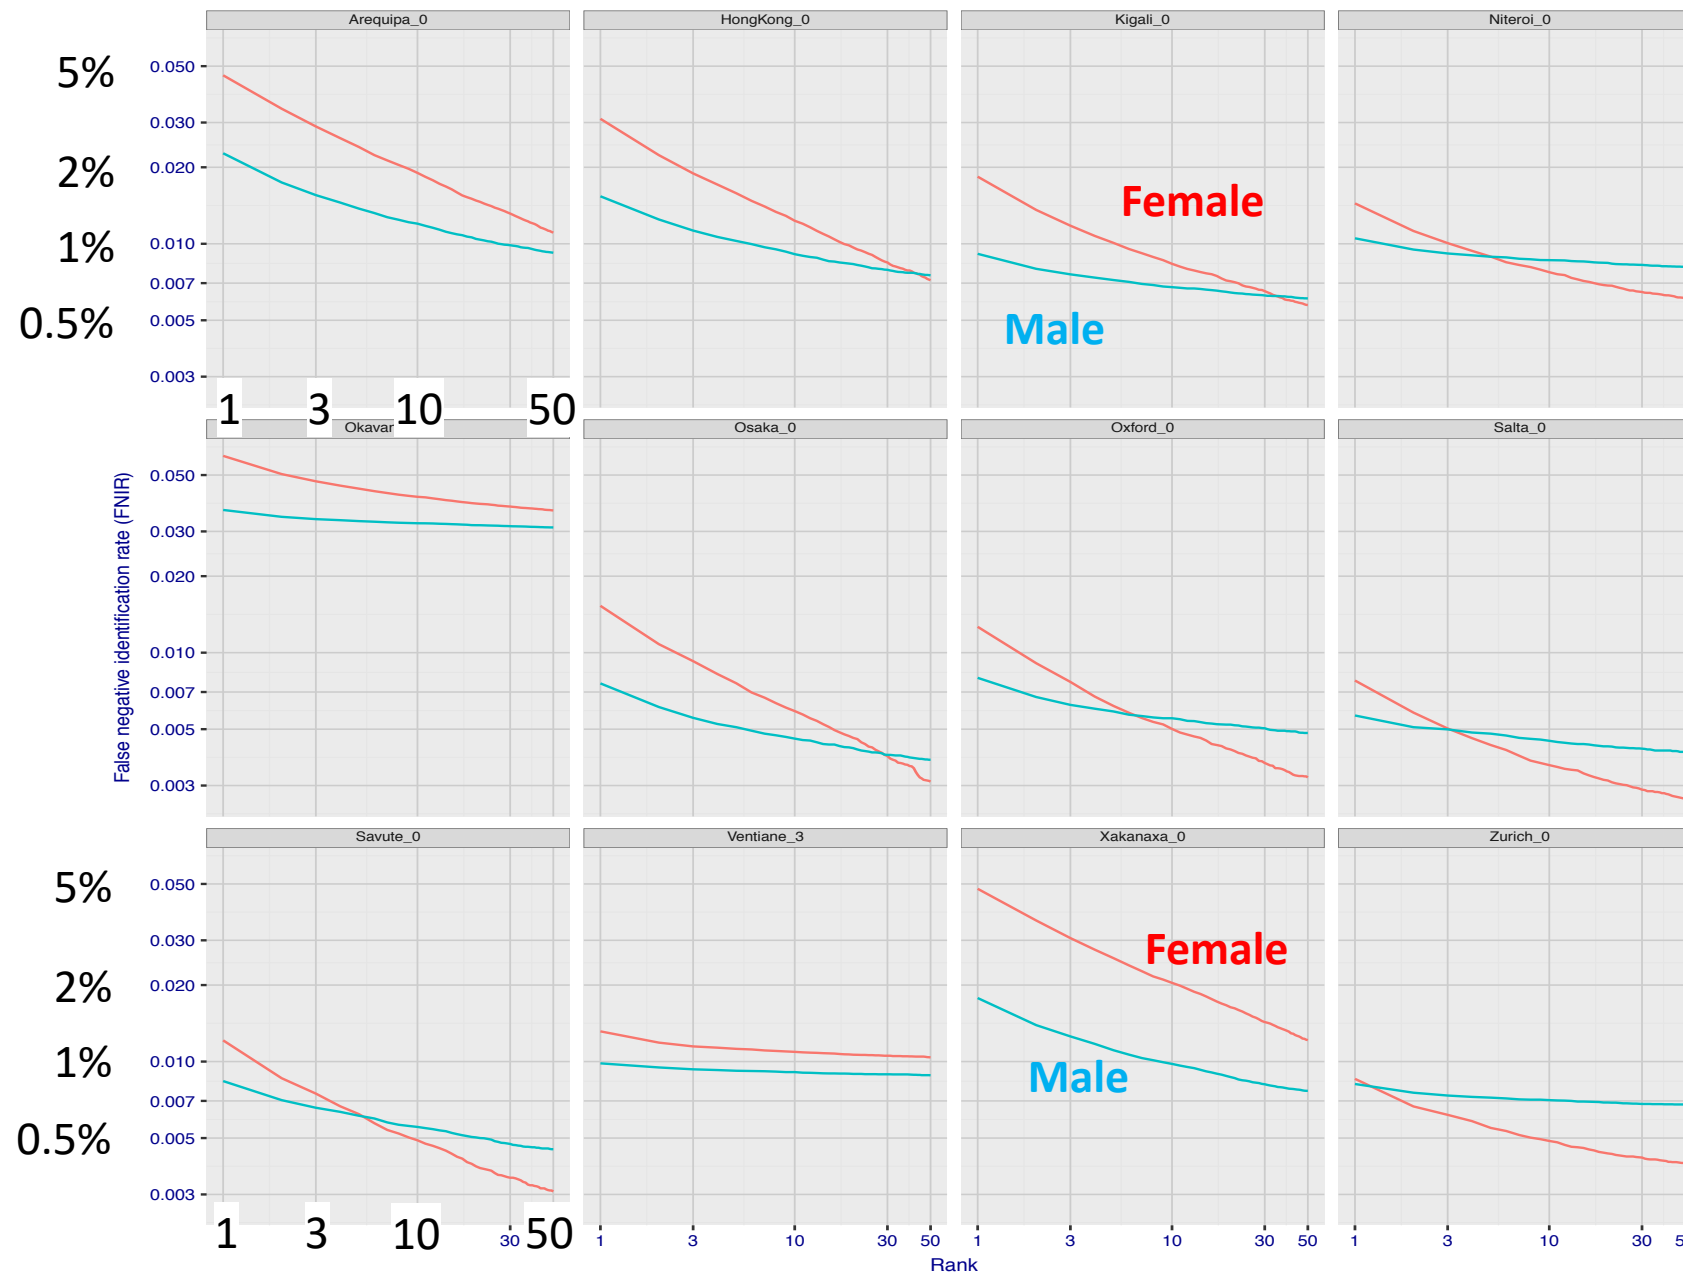 Arequipa_0 HongKong_0 Kigali_0 Niteroi_0
5% 0.050
0.030
2% 0.020
Female
1% 0.010
0.007
0.5% 0.005
Male
0.003
1 3 10 50
Osaka_0 Oxford_0 Salta_0
0.050
0.030
0.020
0.010
0.007
0.005
0.003
False negative identification rate (FNIR)
Savute_0 Ventiane_3 Xakanaxa_0 Zurich_0
5% 0.050
0.030
Female
2% 0.020
1% 0.010
Male
0.007
0.5% 0.005
0.003
1 3 10 30 50 1 3 10 30 50 1 3 10 30 50 1 3 10 30
Rank